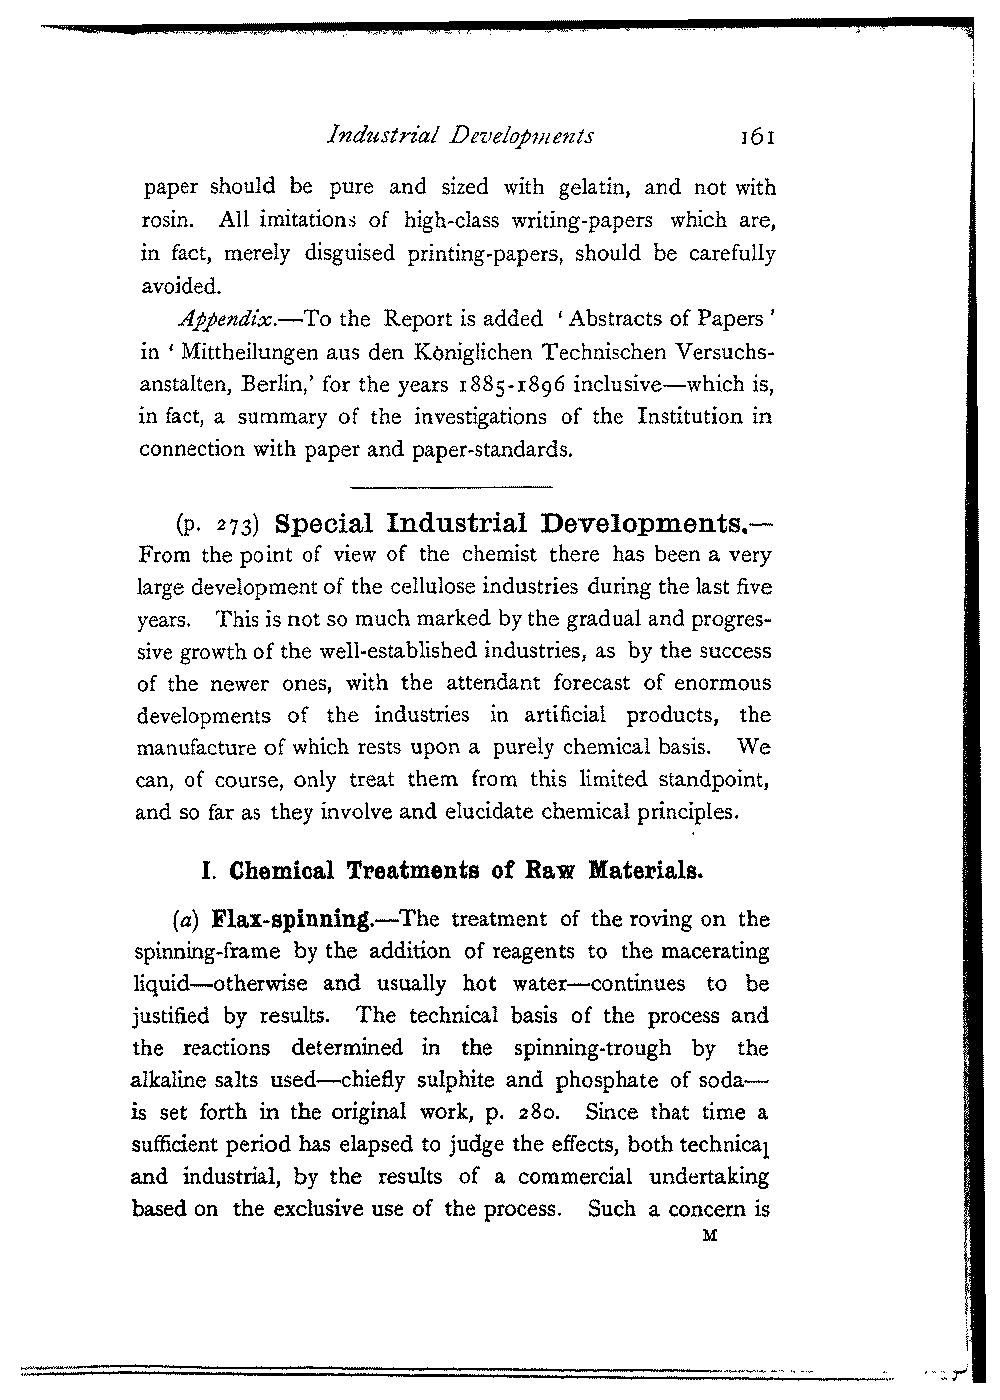 Industrial Developments 161
paper should be pure and sized with gelatin, and not with
rosin. All imitations of high-class writing-papers which are,
in fact, merely disguised printing-papers, should be carefully
avoided.
Appendix.—To the Report is added ‘ Abstracts of Papers ’
in ‘ Mittheilungen aus den Königlichen Technischen Versuchs-
anstalten, Berlin,’ for the years 1885-1896 inclusive—which is,
in fact, a summary of the investigations of the Institution in
connection with paper and paper-standards.
(p. 273) Special Industrial Developments.—
From the point of view of the chemist there has been a very
large development of the cellulose industries during the last five
years. This is not so much marked by the gradual and progres-
sive growth of the well-established industries, as by the success
of the newer ones, with the attendant forecast of enormous
developments of the industries in artificial products, the
manufacture of which rests upon a purely chemical basis. We
can, of course, only treat them from this limited standpoint,
and so far as they involve and elucidate chemical principles.
I. Chemical Treatments of Raw Materials.
(a) Flax-spinning.—The treatment of the roving on the
spinning-frame by the addition of reagents to the macerating
liquid—otherwise and usually hot water—continues to be
justified by results. The technical basis of the process and
the reactions determined in the spinning-trough by the
alkaline salts used—chiefly sulphite and phosphate of soda—
is set forth in the original work, p. 280. Since that time a
sufficient period has elapsed to judge the effects, both technical
and industrial, by the results of a commercial undertaking
based on the exclusive use of the process. Such a concern is
M